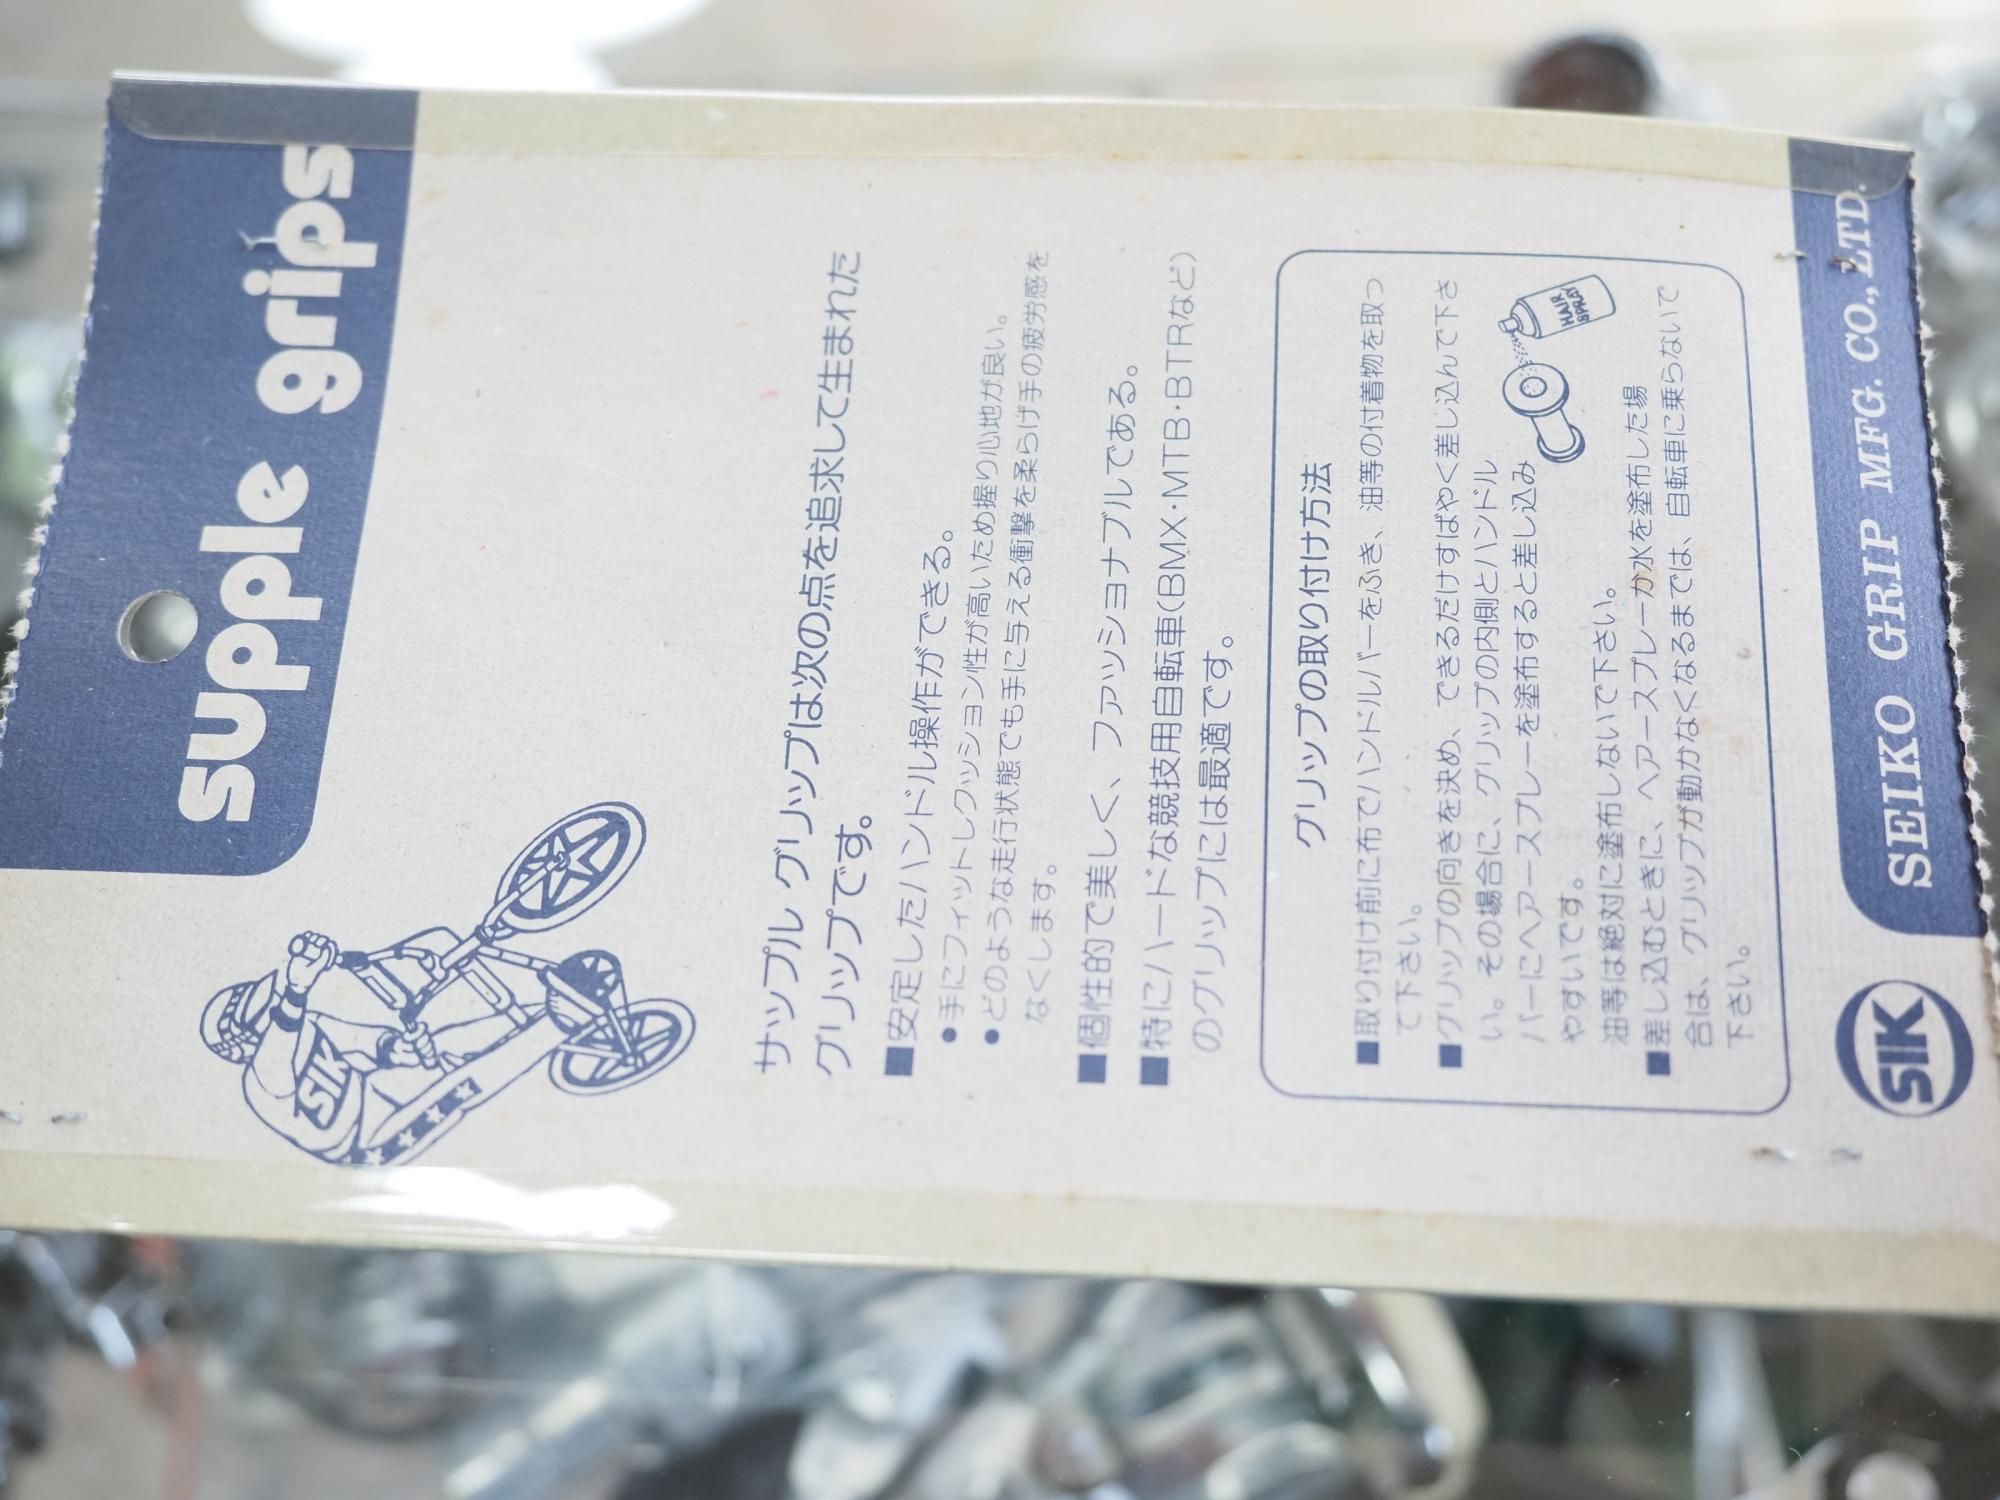 supple grips
SIK
サップル グリップは次の点を追求して生まれた
グリップです。
■安定したハンドル操作ができる。
●手にフィットしクッション性が高いため握り心地が良い。
●どのような走行状態でも手に与える衝撃を柔らげ手の疲労感を
なくします。
■個性的で美しく、ファッショナブルである。
■特にハードな競技用自転車(BMX・MTB・BTRなど)
のグリップには最適です。
グリップの取り付け方法
■取り付け前に布でハンドルバーをふき、油等の付着物を取っ
て下さい。
■グリップの向きを決め、できるだけすばやく差し込んで下さ
い。その場合に、グリップの内側とハンドル
バーにヘアースプレーを塗布すると差し込み
やすいです。
油等は絶対に塗布しないで下さい。
■差し込むときに、ヘアースプレーか水を塗布した場
合は、グリップが動かなくなるまでは、自転車に乗らないで
下さい。
HAIR
SPRAY
SIK
SEIKO GRIP MFG. CO., LTD.